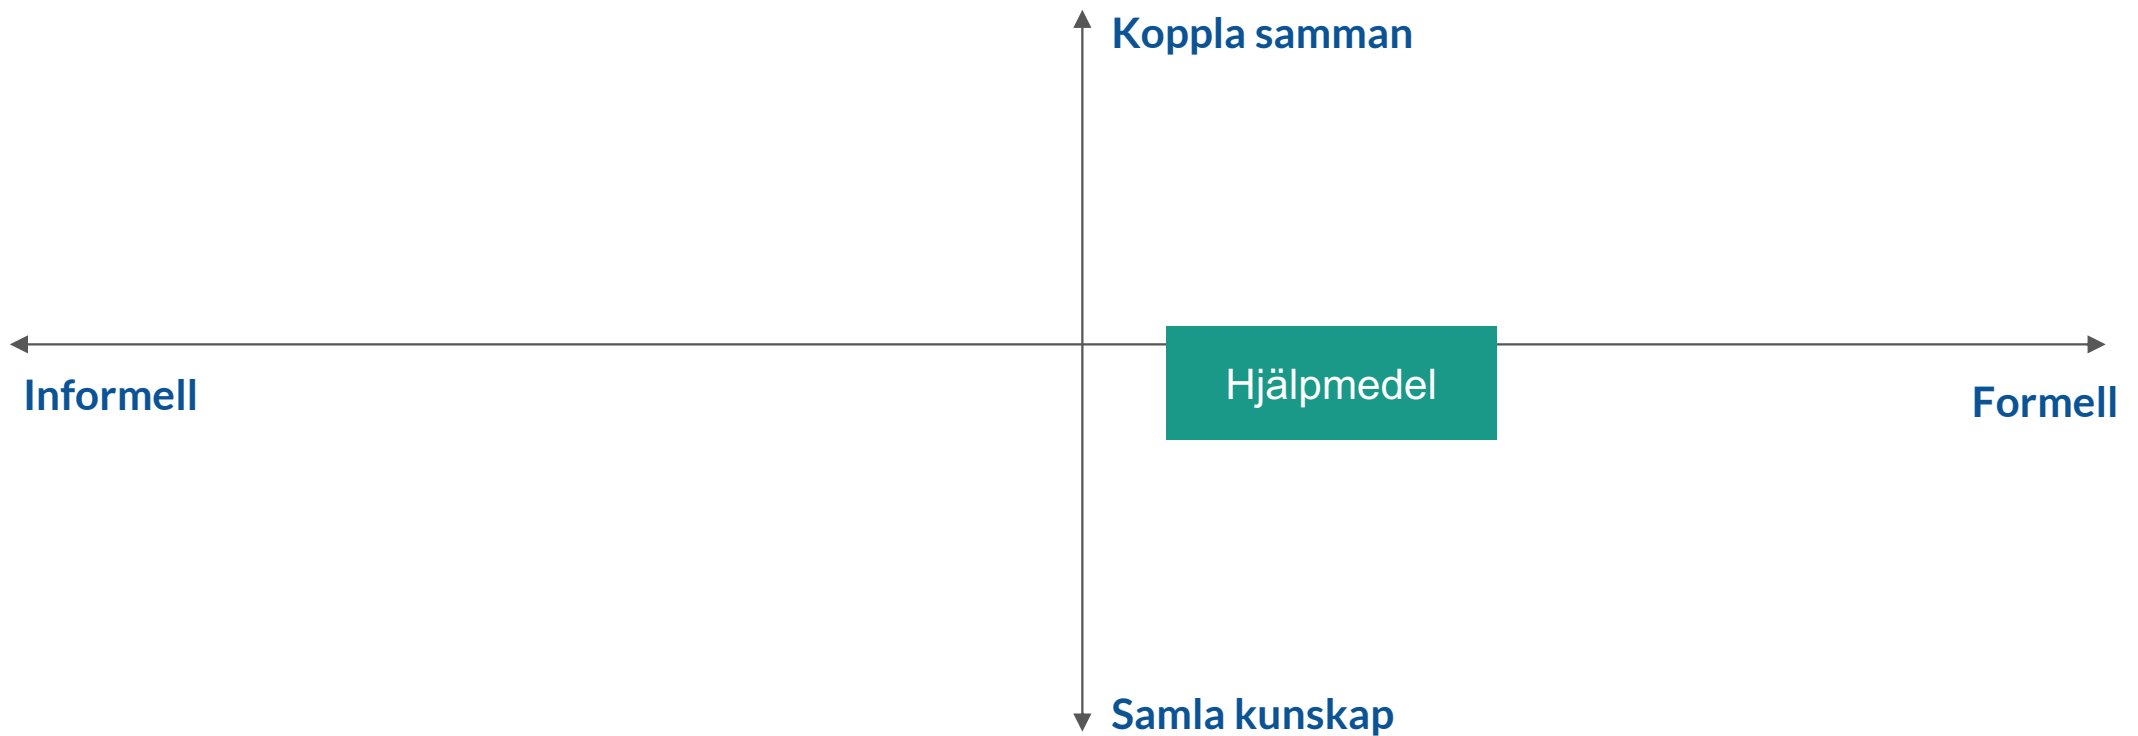 Koppla samman
Informell
Hjälpmedel
Formell
Samla kunskap